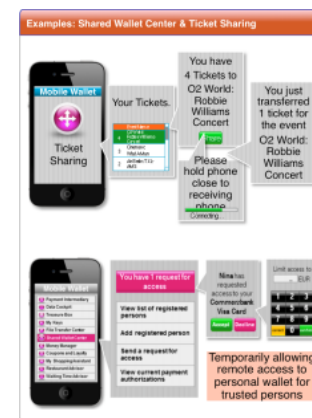 Examples: Shared Wallet Center & Ticket Sharing
Mobile Wallet
Ticket
Sharing
Your Tickets.
You have
4 Tickets to
O2 World:
Robbie
Williams
Concert
Please
hold phone
close to
receiving
phone
Connecting...
You just
transferred
1 ticket for
the event
O2 World:
Robbie
Williams
Concert
Mobile Wallet
Payment Intermediary
Data Cockpit
Treasure Box
My Keys
File Transfer Center
Shared Wallet Center
Money Manager
Coupons and Loyalty
My Shopping Assistant
Restaurant Advisor
Waiting Time Advisor
You have 1 request for
access
View list of registered
persons
Add registered person
Send a request for
access
View current payment
authorizations
Nina has
requested
access to your
Commerzbank
Visa Card
Accept Decline
Limit access to
EUR
Temporarily allowing
remote access to
personal wallet for
trusted persons